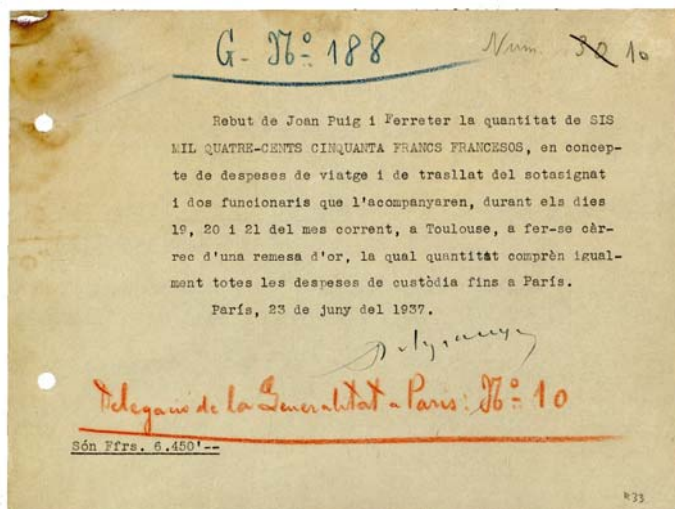 G- Nº 188
Num. 30 10
Rebut de Joan Puig i Ferreter la quantitat de SIS
MIL QUATRE-CENTS CINQUANTA FRANCS FRANCESOS, en concep-
te de despeses de viatge i de trasllat del sotasignat
i dos funcionaris que l'acompanyaren, durant els dies
19, 20 i 21 del mes corrent, a Toulouse, a fer-se càr-
rec d'una remesa d'or, la qual quantitat comprèn igual-
ment totes les despeses de custòdia fins a París.
París, 23 de juny del 1937.
Delegació de la Generalitat a París: Nº 10
Són Ffrs. 6.450'--